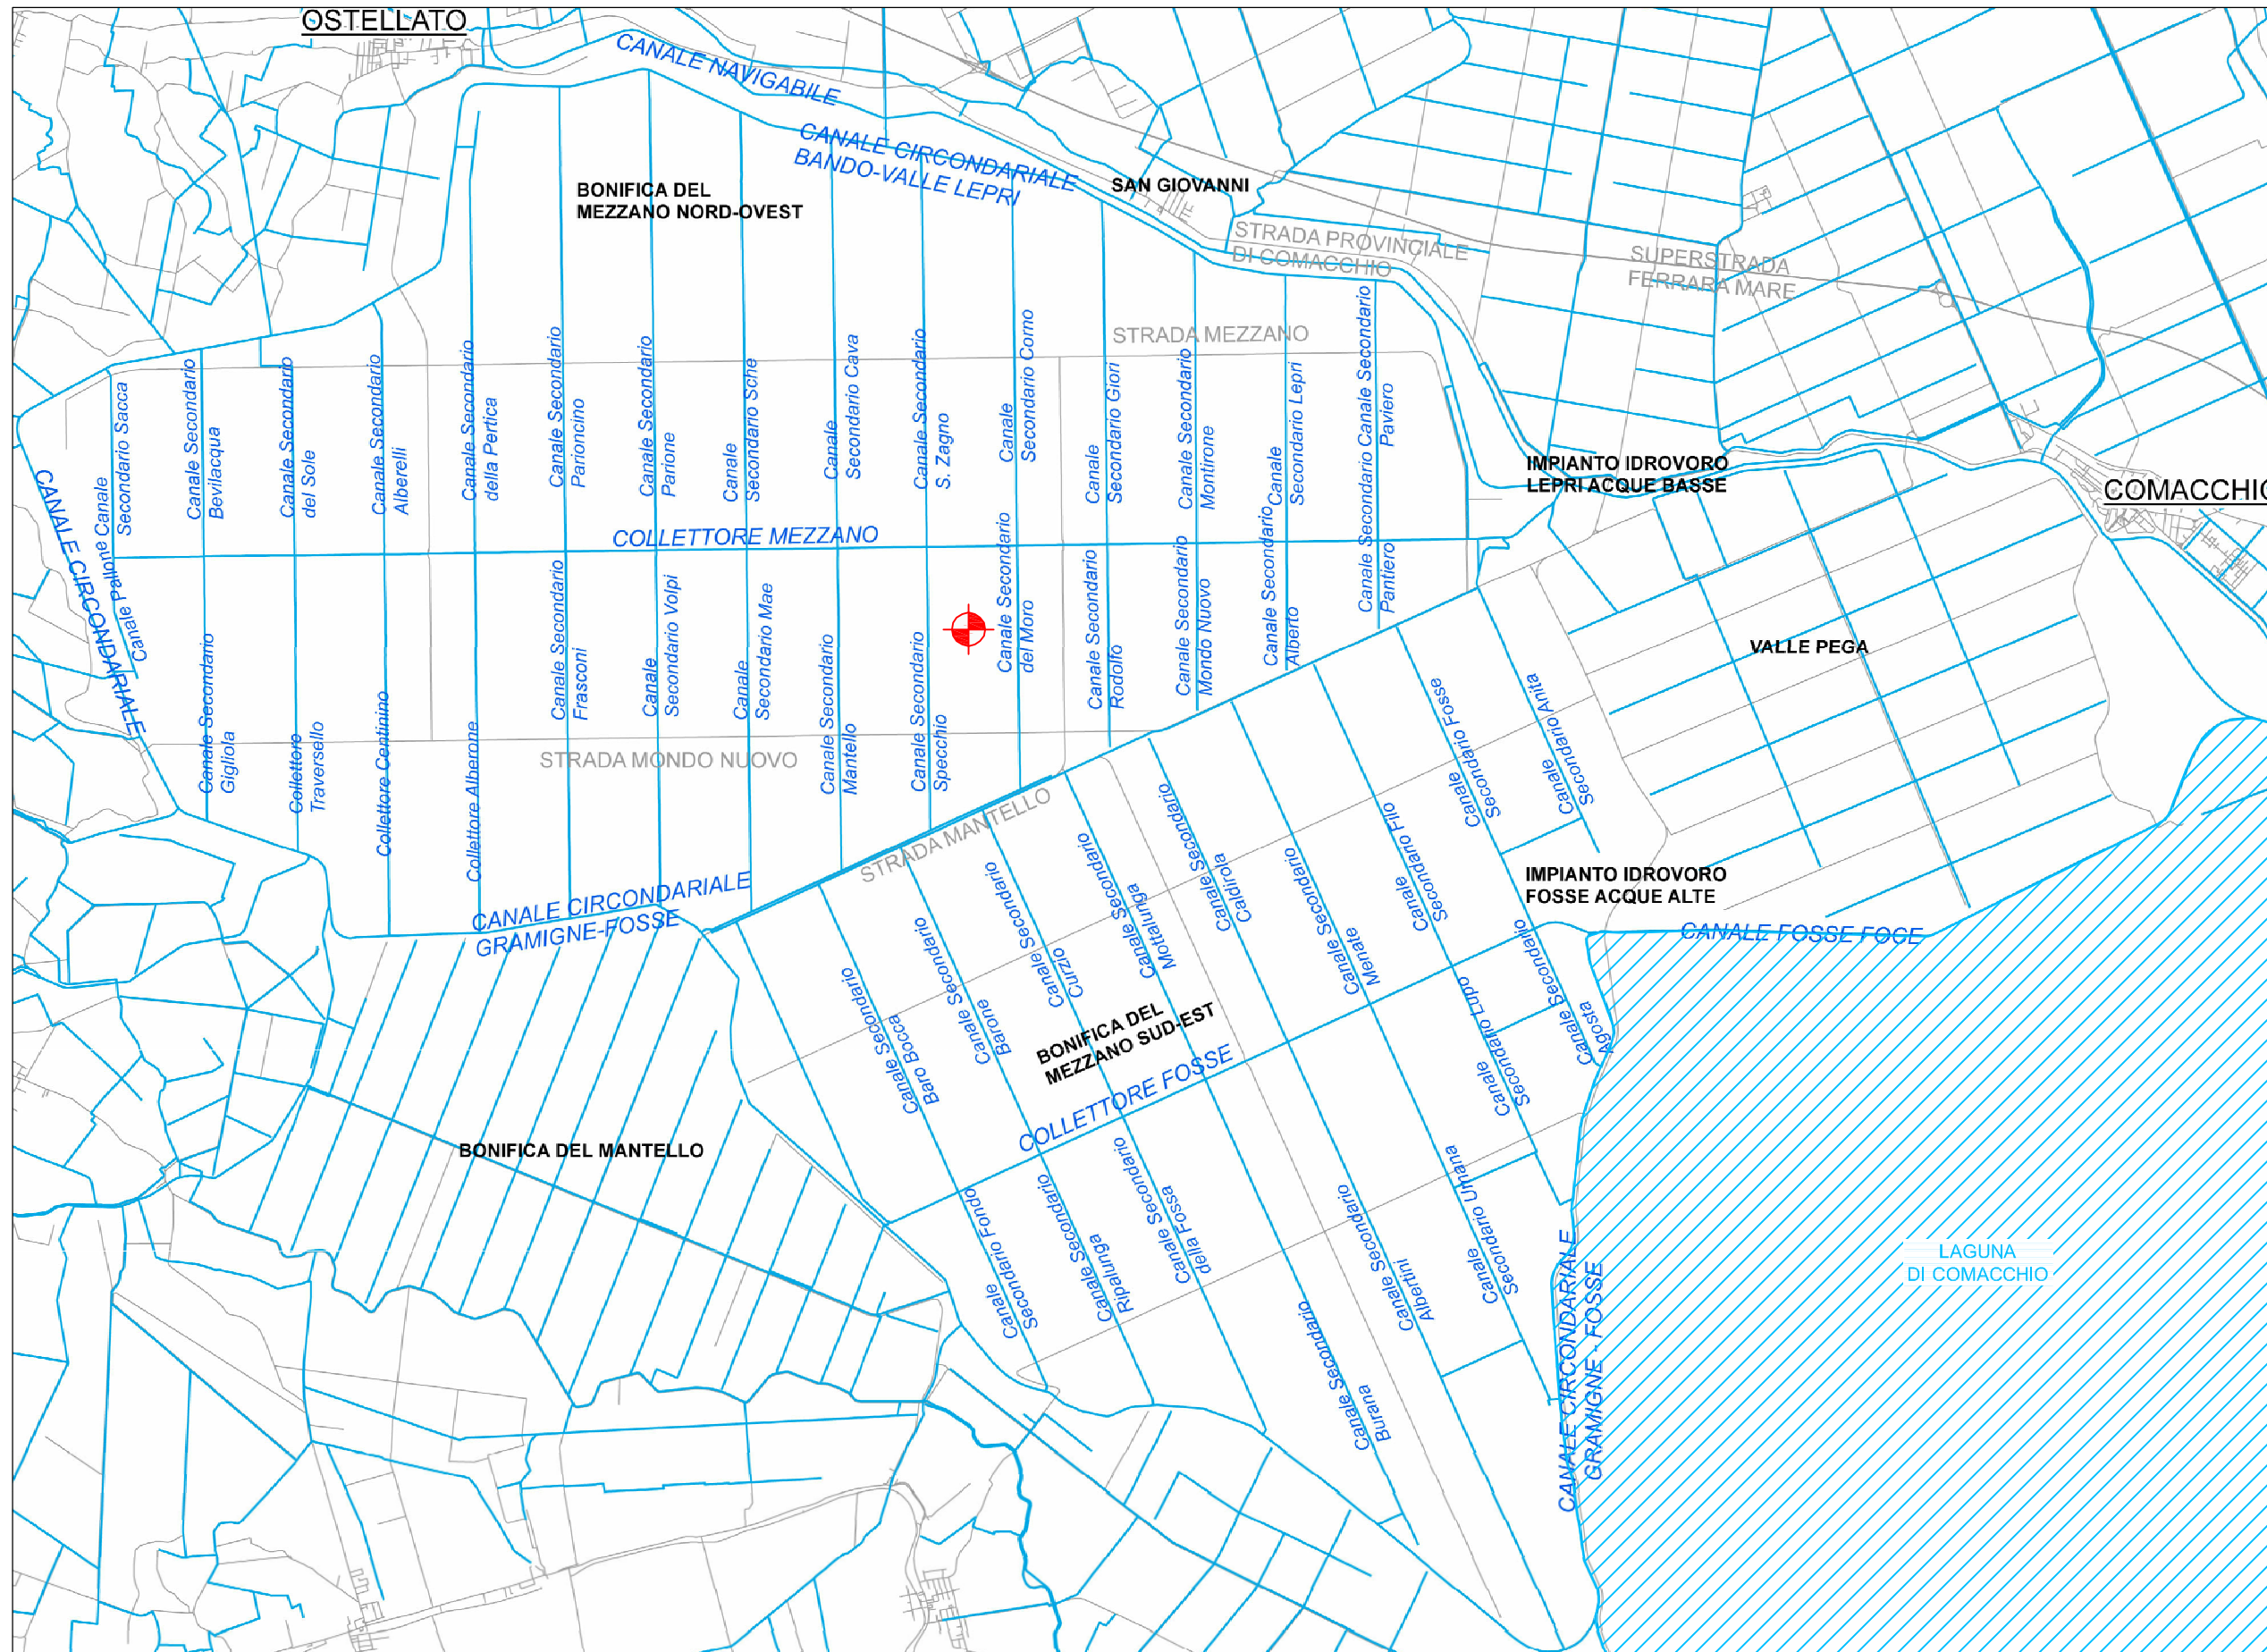 OSTELLATO
CANALE NAVIGABILE
CANALE CIRCONDARIALE
BANDO-VALLE LEPRI
BONIFICA DEL
MEZZANO NORD-OVEST
SAN GIOVANNI
STRADA PROVINCIALE
DI COMACCHIO
SUPERSTRADA
FERRARA MARE
STRADA MEZZANO
Canale
Secondario Sacca
Canale Secondario
Bevilacqua
Canale Secondario
del Sole
Canale Secondario
Alberelli
Canale Secondario
della Pertica
Canale Secondario
Parioncino
Canale Secondario
Parione
Canale
Secondario Sche
Canale
Secondario Cava
Canale Secondario
S. Zagno
Canale
Secondario Corno
Canale
Secondario Giori
Canale Secondario
Montirone
Canale
Secondario Lepri
Canale Secondario
Paviero
IMPIANTO IDROVORO
LEPRI ACQUE BASSE
COMACCHIO
CANALE CIRCONDARIALE
Canale Pallone
COLLETTORE MEZZANO
Canale Secondario
Gigliola
Collettore
Traversello
Collettore Centinino
Collettore Alberone
Canale Secondario
Frasconi
Canale
Secondario Volpi
Canale
Secondario Mae
Canale Secondario
Mantello
Canale Secondario
Specchio
Canale Secondario
del Moro
Canale Secondario
Rodolfo
Canale Secondario
Mondo Nuovo
Canale Secondario
Alberto
Canale Secondario
Pantiero
VALLE PEGA
STRADA MONDO NUOVO
STRADA MANTELLO
CANALE CIRCONDARIALE
GRAMIGNE-FOSSE
Canale Secondario
Baro Bocca
Canale Secondario
Barone
Canale Secondario
Curzio
Canale Secondario
Mottalunga
Canale Secondario
Caldirola
Canale Secondario
Menate
Canale
Secondario Filo
Canale
Secondario Fosse
Canale
Secondario Anita
IMPIANTO IDROVORO
FOSSE ACQUE ALTE
CANALE FOSSE FOCE
BONIFICA DEL
MEZZANO SUD-EST
COLLETTORE FOSSE
Canale
Secondario Lupo
Canale Secondario
Agosta
BONIFICA DEL MANTELLO
Canale
Secondario Fondo
Canale Secondario
Ripalunga
Canale Secondario
della Fossa
Canale Secondario
Burana
Canale Secondario
Albertini
Canale
Secondario Umana
CANALE CIRCONDARIALE
GRAMIGNE - FOSSE
LAGUNA
DI COMACCHIO